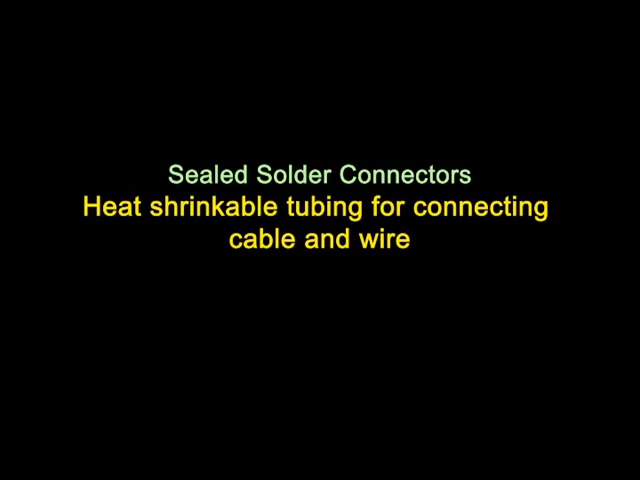 Sealed Solder Connectors
Heat shrinkable tubing for connecting
cable and wire